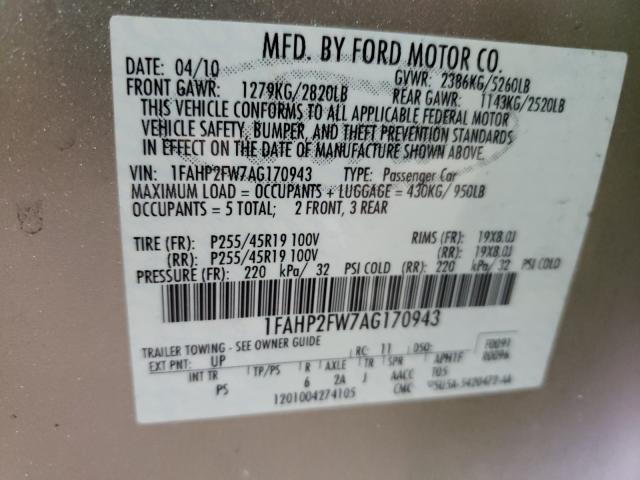 MFD. BY FORD MOTOR CO.
DATE: 04/10 GVWR: 2386KG/5260LB
FRONT GAWR: 1279KG/2820LB REAR GAWR: 1143KG/2520LB
THIS VEHICLE CONFORMS TO ALL APPLICABLE FEDERAL MOTOR
VEHICLE SAFETY, BUMPER, AND THEFT PREVENTION STANDARDS
IN EFFECT ON THE DATE OF MANUFACTURE SHOWN ABOVE.
VIN: 1FAHP2FW7AG170943 TYPE: Passenger Car
MAXIMUM LOAD = OCCUPANTS + LUGGAGE = 430KG/ 950LB
OCCUPANTS = 5 TOTAL; 2 FRONT, 3 REAR
TIRE (FR): P255/45R19 100V RIMS (FR): 19X8.0J
(RR): P255/45R19 100V (RR): 19X8.0J
PRESSURE (FR): 220 kPa/ 32 PSI COLD (RR): 220 kPa/ 32 PSI COLD
1FAHP2FW7AG170943
TRAILER TOWING - SEE OWNER GUIDE
EXT PNT: UP RC: 11 DSO:
INT TR TP/PS R AXLE TR SPR
PS 6 2A J AACC
1201004274105